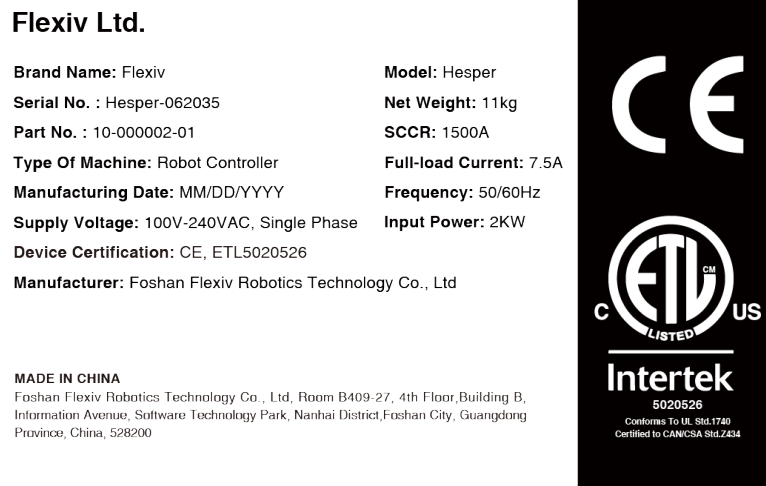 Flexiv Ltd.
Brand Name: Flexiv
Model: Hesper
Serial No. : Hesper-062035
Net Weight: 11kg
Part No. : 10-000002-01
SCCR: 1500A
Type Of Machine: Robot Controller
Full-load Current: 7.5A
Manufacturing Date: MM/DD/YYYY
Frequency: 50/60Hz
Supply Voltage: 100V-240VAC, Single Phase
Input Power: 2KW
Device Certification: CE, ETL5020526
Manufacturer: Foshan Flexiv Robotics Technology Co., Ltd
MADE IN CHINA
Foshan Flexiv Robotics Technology Co., Ltd, Room B409-27, 4th Floor,Building B,
Information Avenue, Software Technology Park, Nanhai District,Foshan City, Guangdong
Province, China, 528200
CE
ETL CM
C US
LISTED
Intertek
5020526
Conforms To UL Std.1740
Certified to CAN/CSA Std.Z434